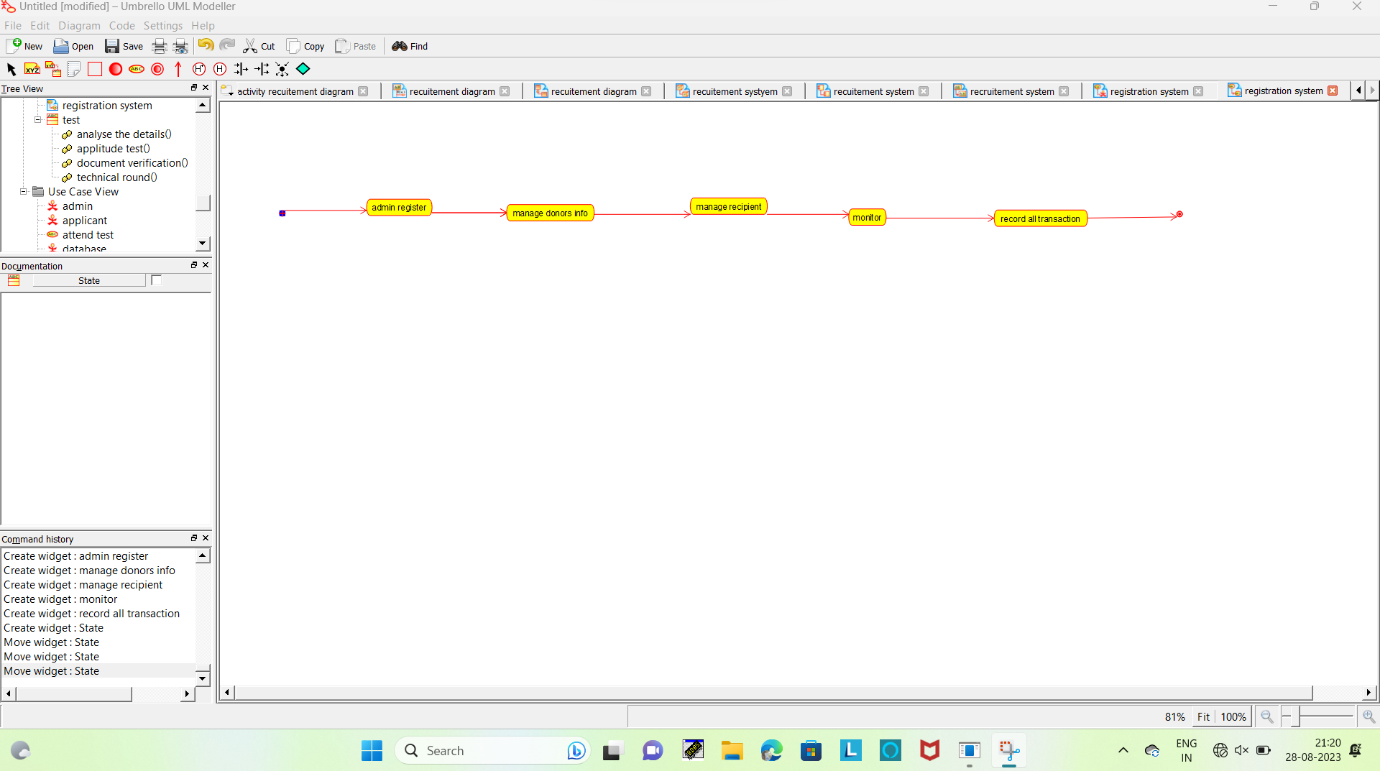 Untitled [modified] – Umbrello UML Modeller
File Edit Diagram Code Settings Help
New Open Save Cut Copy Paste Find
XYZ ABC H H
Tree View
activity recuitement diagram recuitement diagram recuitement diagram recuitement systyem recuitement system recruitement system registration system registration system
registration system
test
analyse the details()
applitude test()
document verification()
technical round()
Use Case View
admin
applicant
attend test
database
admin register
manage donors info
manage recipient
monitor
record all transaction
Documentation
State
Command history
Create widget : admin register
Create widget : manage donors info
Create widget : manage recipient
Create widget : monitor
Create widget : record all transaction
Create widget : State
Move widget : State
Move widget : State
Move widget : State
81% Fit 100%
Search
L
ENG
IN
21:20
28-08-2023